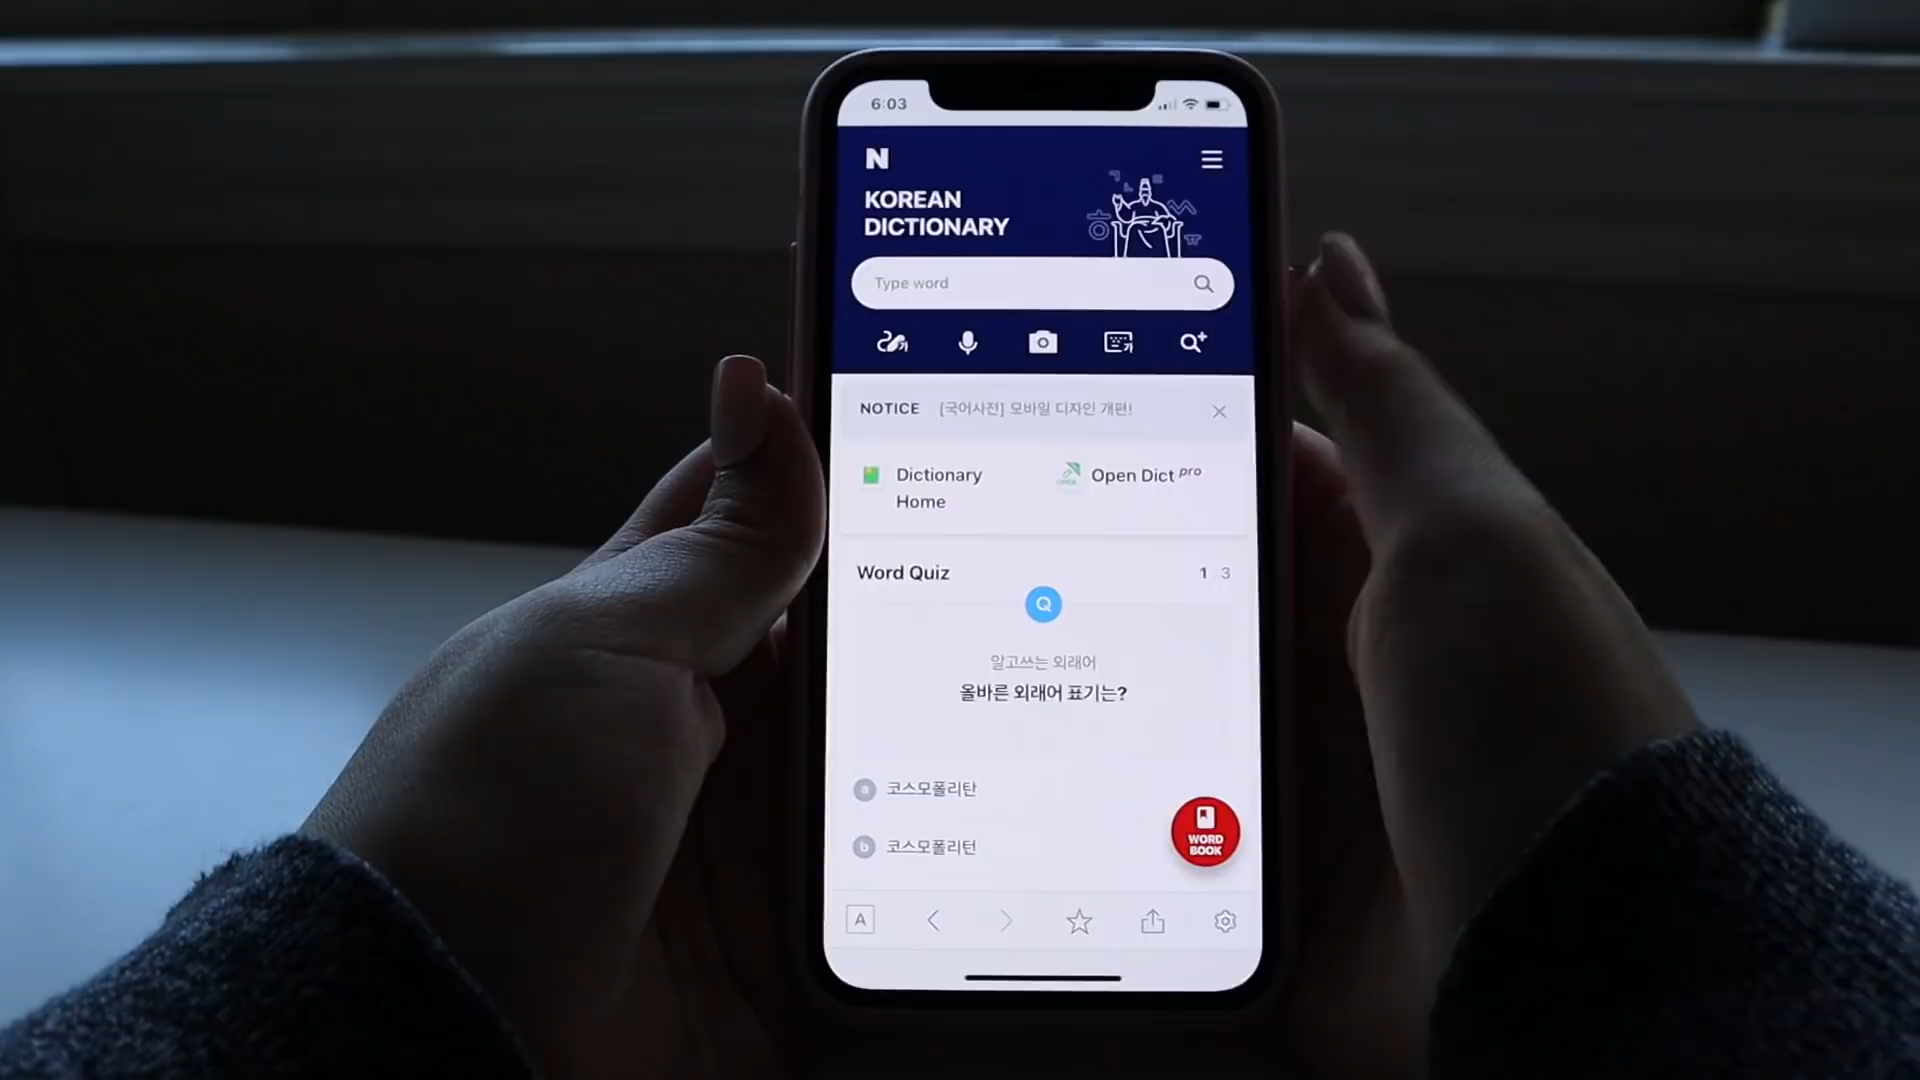 6:03
N
KOREAN
DICTIONARY
Type word
NOTICE [국어사전] 모바일 디자인 개편!
Dictionary
Home
Open Dict pro
Word Quiz 1 3
Q
알고쓰는 외래어
올바른 외래어 표기는?
a 코스모폴리탄
b 코스모폴리턴
WORD
BOOK
A